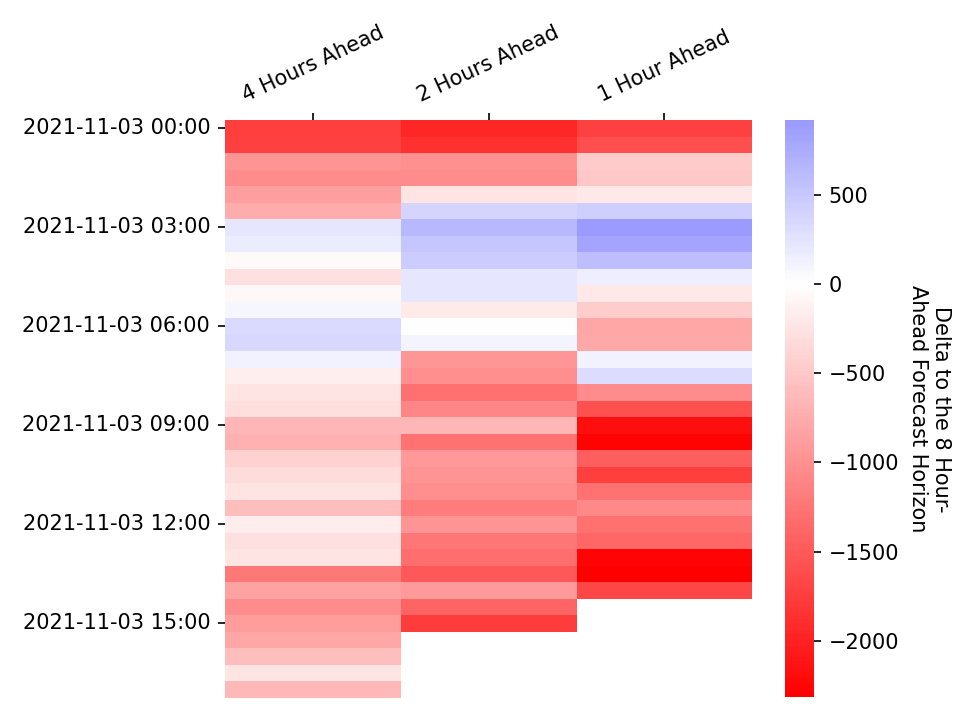 4 Hours Ahead
2 Hours Ahead
1 Hour Ahead
2021-11-03 00:00
2021-11-03 03:00
2021-11-03 06:00
2021-11-03 09:00
2021-11-03 12:00
2021-11-03 15:00
500
0
−500
−1000
−1500
−2000
Delta to the 8 Hour-
Ahead Forecast Horizon